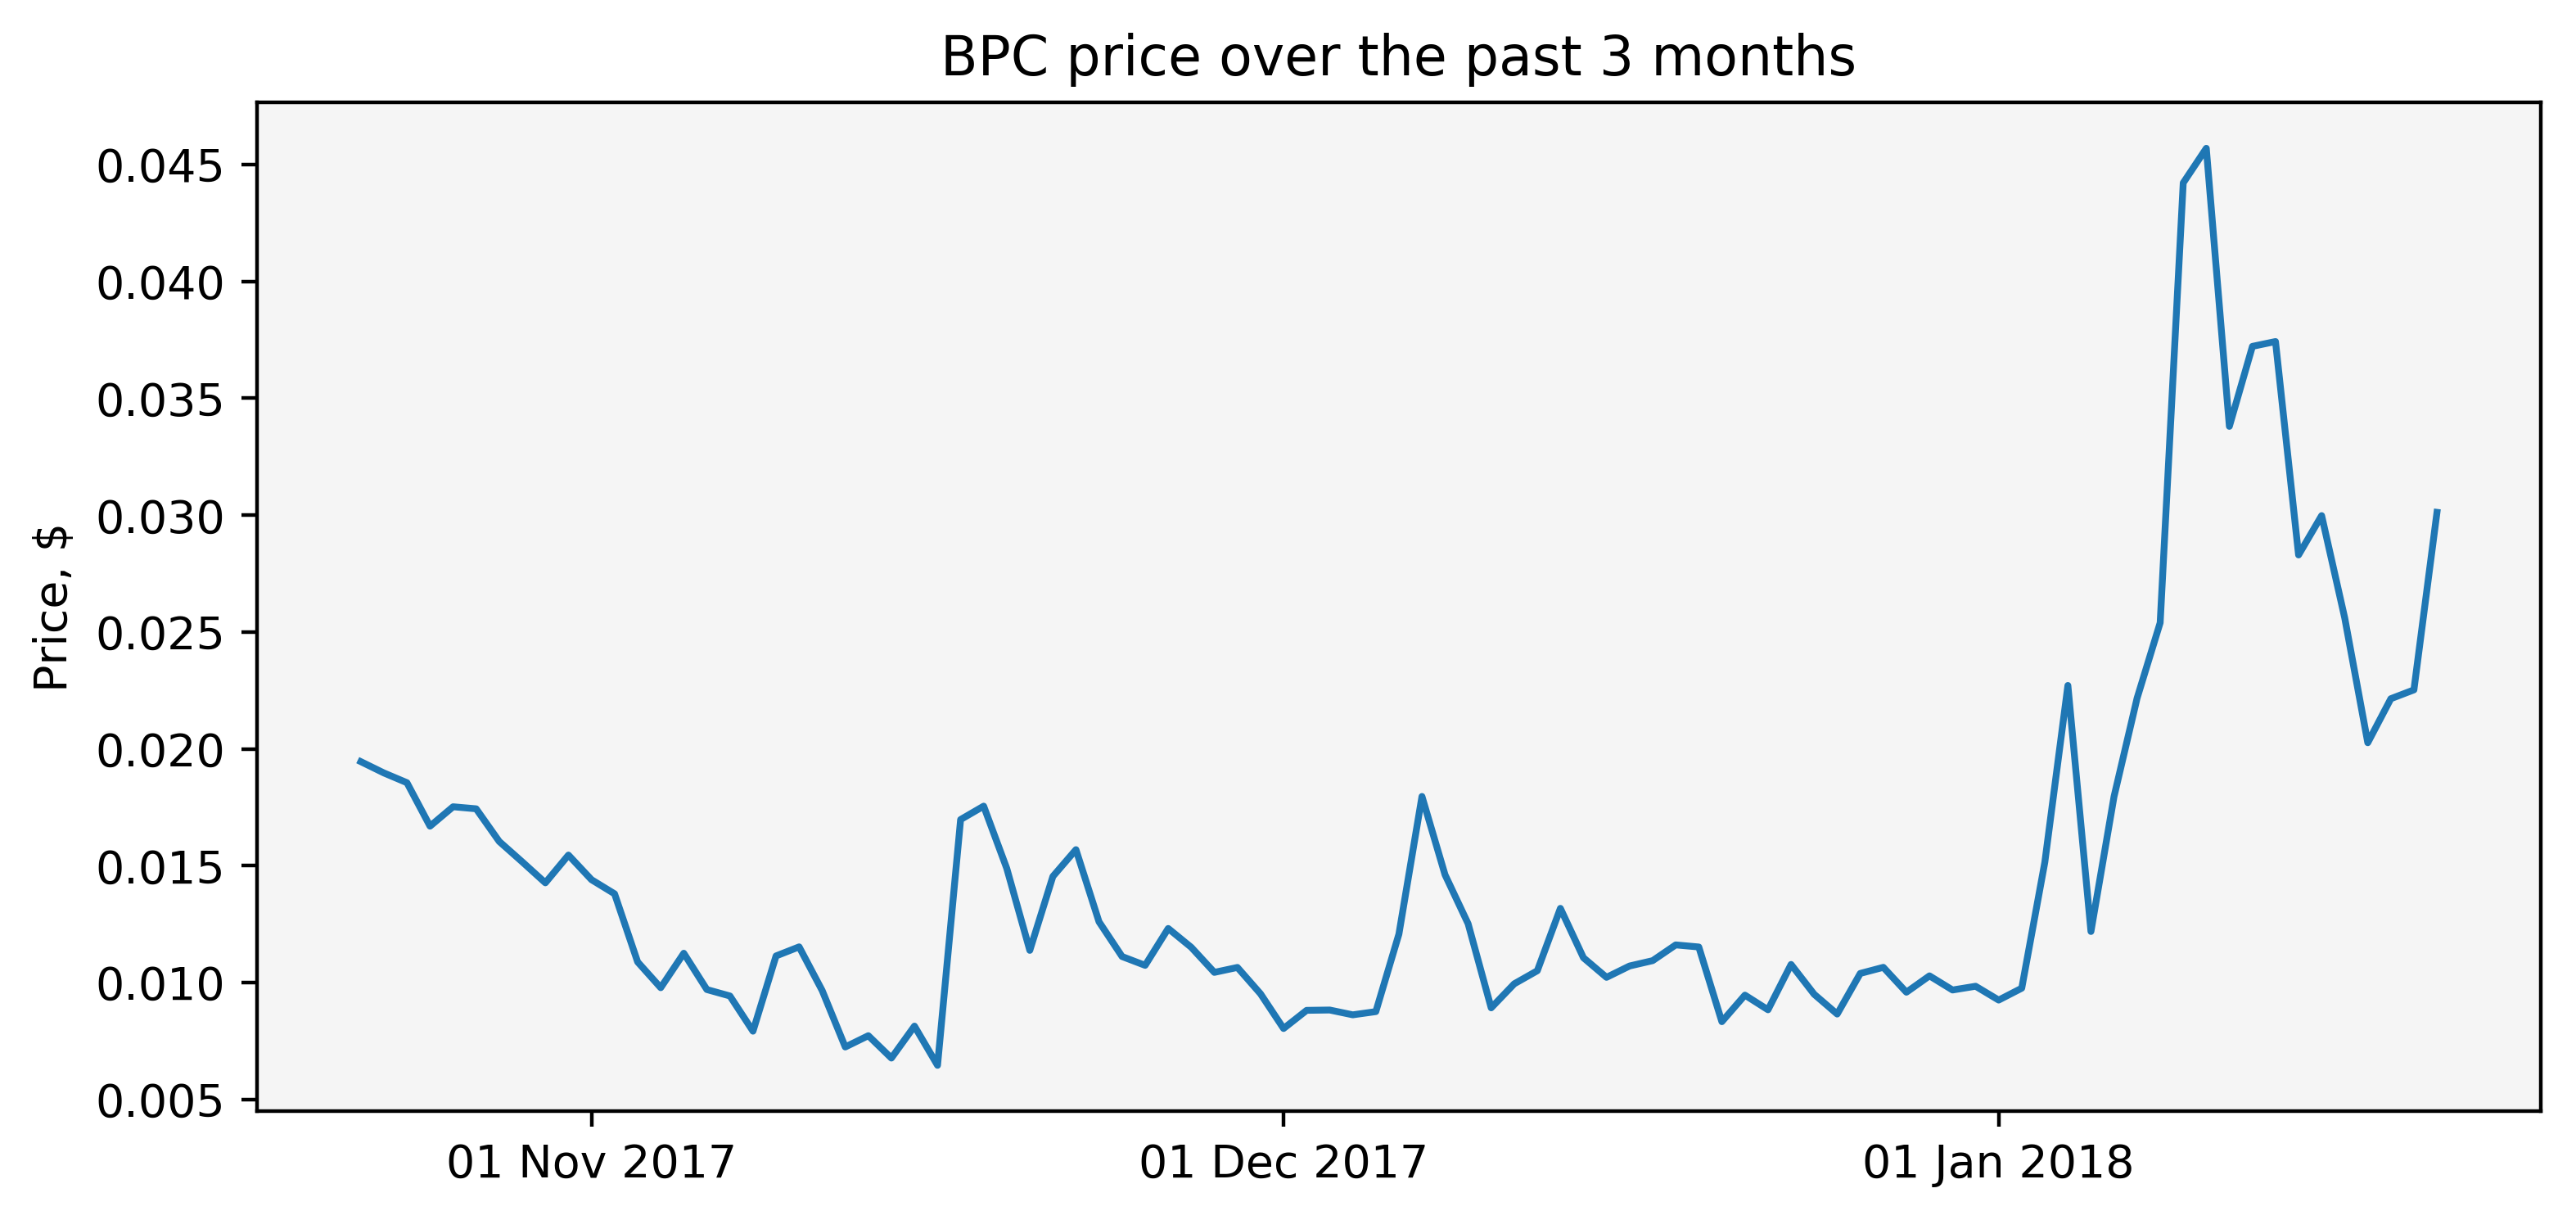 BPC price over the past 3 months
Price, $
0.045
0.040
0.035
0.030
0.025
0.020
0.015
0.010
0.005
01 Nov 2017
01 Dec 2017
01 Jan 2018